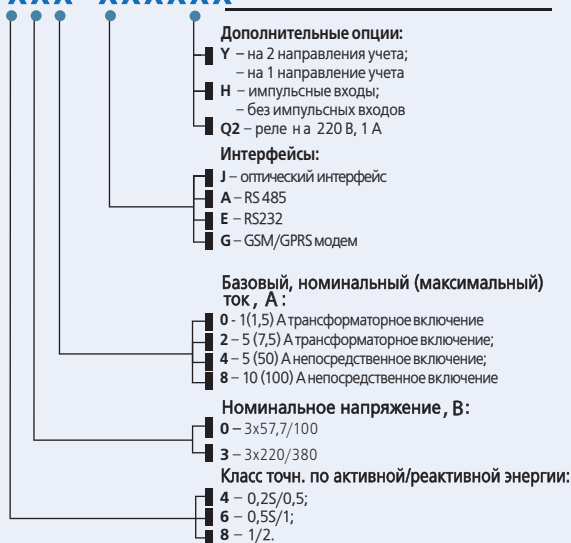 Дополнительные опции:
Y – на 2 направления учета;
– на 1 направление учета
H – импульсные входы;
– без импульсных входов
Q2 – реле на 220 В, 1 А
Интерфейсы:
J – оптический интерфейс
A – RS 485
E – RS232
G – GSM/GPRS модем
Базовый, номинальный (максимальный)
ток, А:
0 - 1(1,5) А трансформаторное включение
2 – 5 (7,5) А трансформаторное включение;
4 – 5 (50) А непосредственное включение;
8 – 10 (100) А непосредственное включение
Номинальное напряжение, В:
0 – 3х57,7/100
3 – 3х220/380
Класс точн. по активной/реактивной энергии:
4 – 0,2S/0,5;
6 – 0,5S/1;
8 – 1/2.